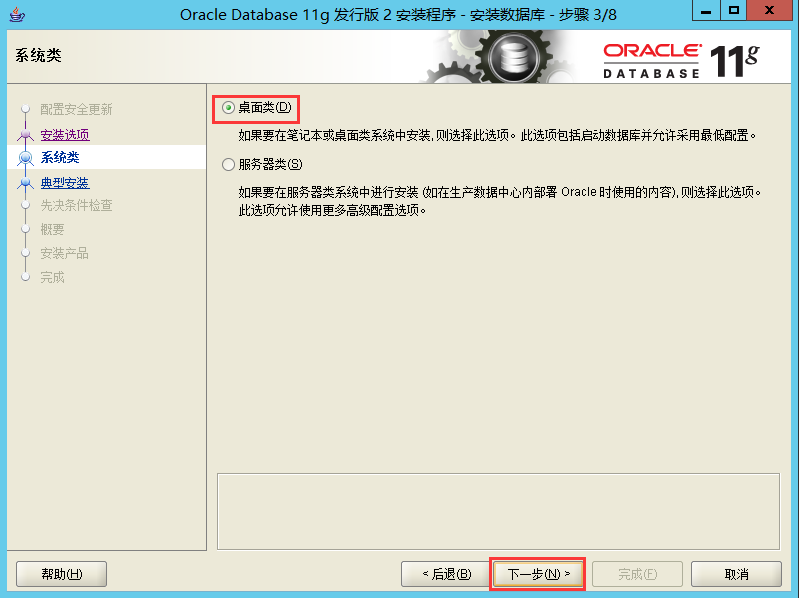 Oracle Database 11g 发行版 2 安装程序 - 安装数据库 - 步骤 3/8
系统类
ORACLE
DATABASE
11g
配置安全更新
安装选项
系统类
典型安装
先决条件检查
概要
安装产品
完成
桌面类(D)
如果要在笔记本或桌面类系统中安装,则选择此选项。此选项包括启动数据库并允许采用最低配置。
服务器类(S)
如果要在服务器类系统中进行安装 (如在生产数据中心内部署 Oracle 时使用的内容),则选择此选项。
此选项允许使用更多高级配置选项。
帮助(H)
< 后退(B)
下一步(N) >
完成(F)
取消